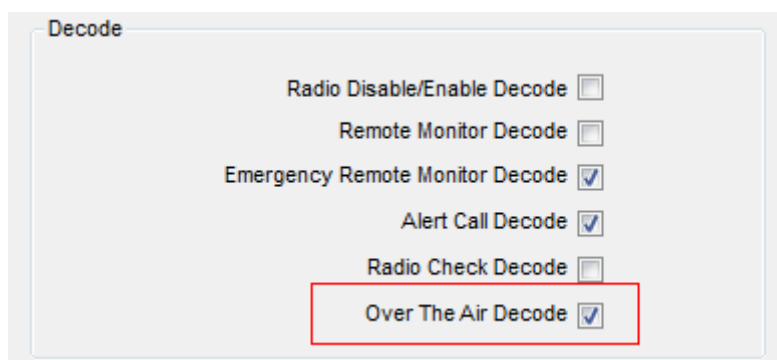 Decode
Radio Disable/Enable Decode
Remote Monitor Decode
Emergency Remote Monitor Decode
Alert Call Decode
Radio Check Decode
Over The Air Decode